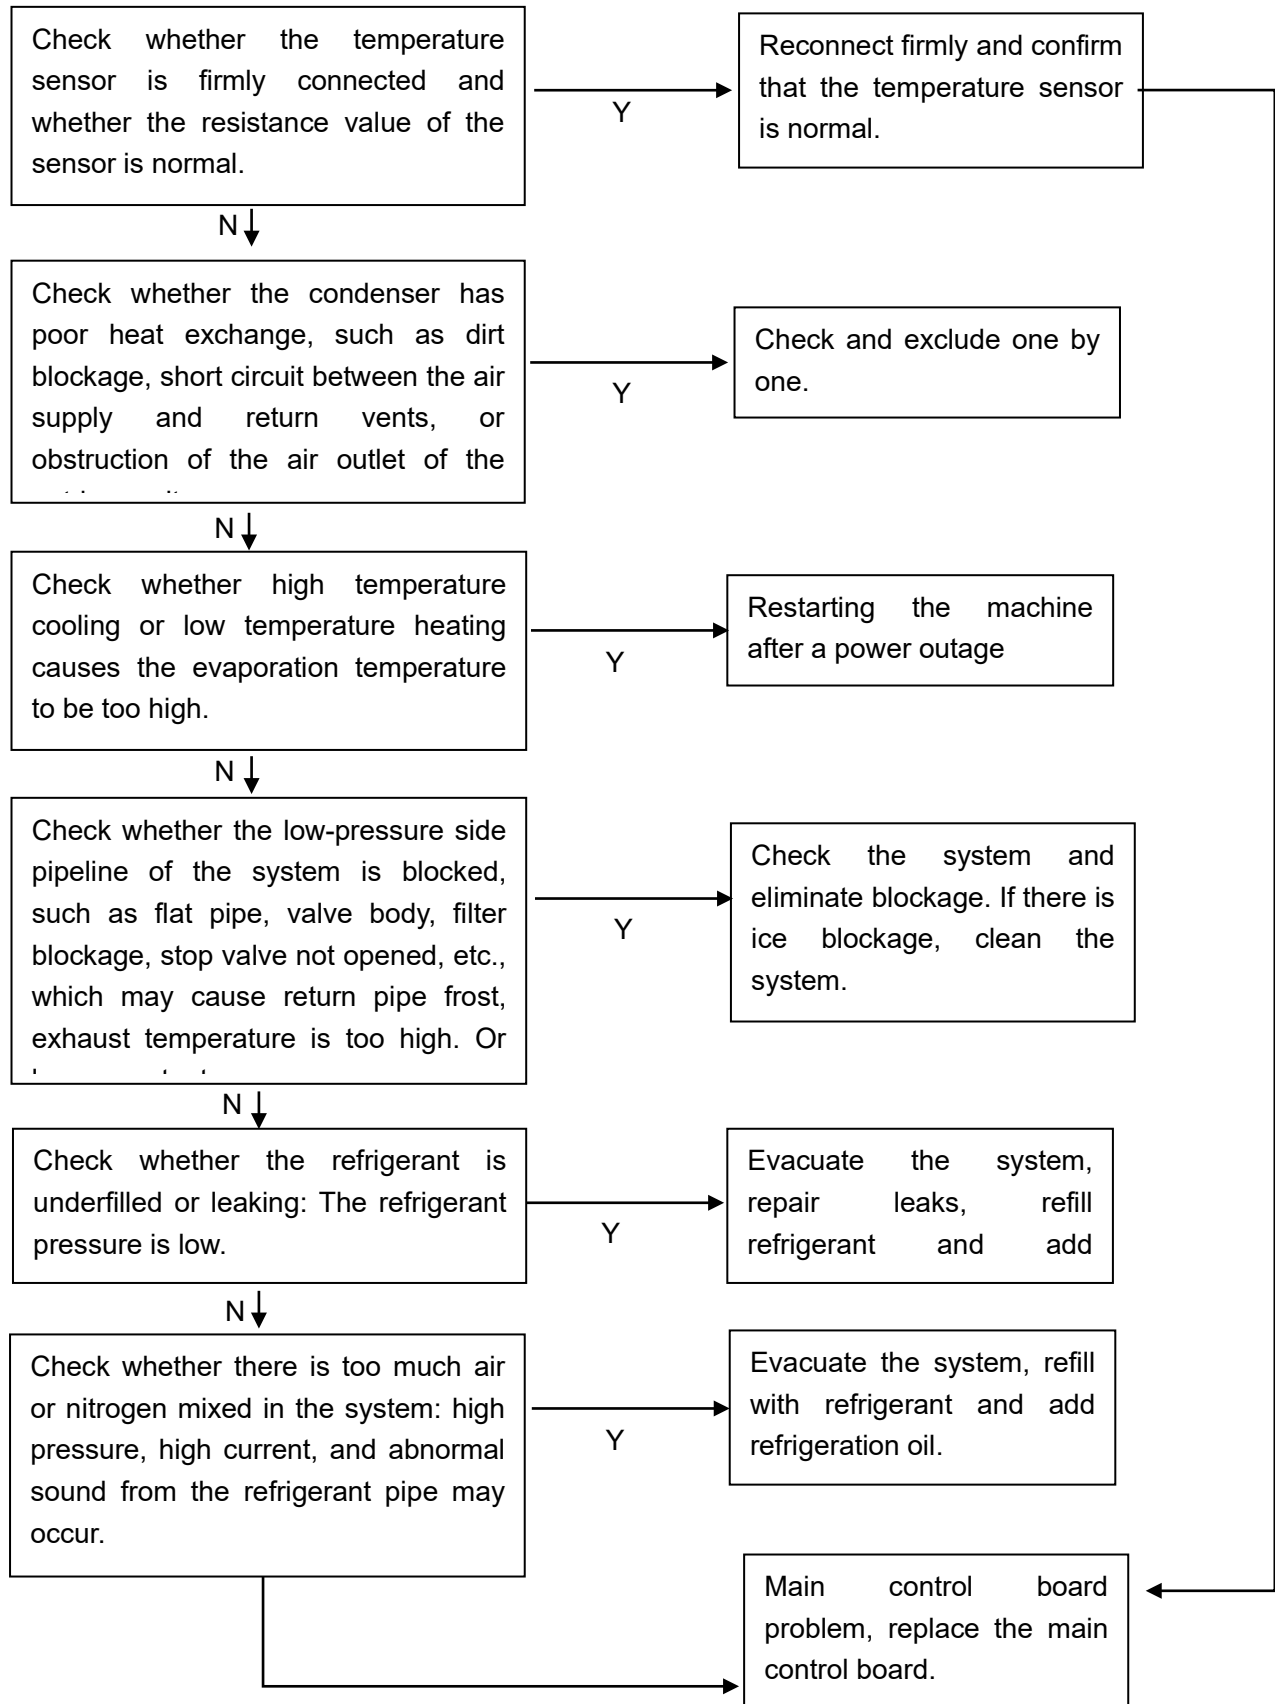 Check whether the temperature
sensor is firmly connected and
whether the resistance value of the
sensor is normal.
Y
Reconnect firmly and confirm
that the temperature sensor
is normal.
N
Check whether the condenser has
poor heat exchange, such as dirt
blockage, short circuit between the air
supply and return vents, or
obstruction of the air outlet of the
Y
Check and exclude one by
one.
N
Check whether high temperature
cooling or low temperature heating
causes the evaporation temperature
to be too high.
Y
Restarting the machine
after a power outage
N
Check whether the low-pressure side
pipeline of the system is blocked,
such as flat pipe, valve body, filter
blockage, stop valve not opened, etc.,
which may cause return pipe frost,
exhaust temperature is too high. Or
Y
Check the system and
eliminate blockage. If there is
ice blockage, clean the
system.
N
Check whether the refrigerant is
underfilled or leaking: The refrigerant
pressure is low.
Y
Evacuate the system,
repair leaks, refill
refrigerant and add
N
Check whether there is too much air
or nitrogen mixed in the system: high
pressure, high current, and abnormal
sound from the refrigerant pipe may
occur.
Y
Evacuate the system, refill
with refrigerant and add
refrigeration oil.
Main control board
problem, replace the main
control board.